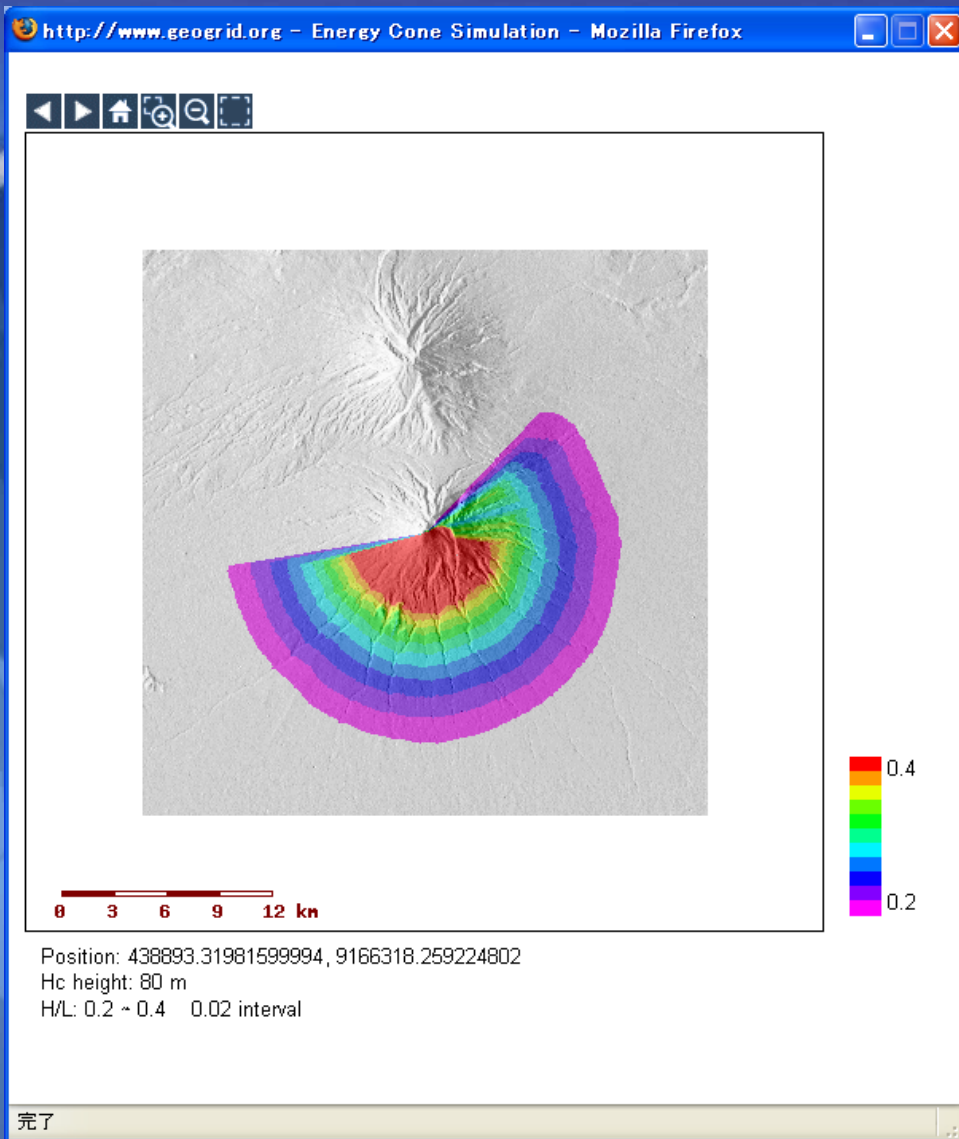 http://www.geogrid.org - Energy Cone Simulation - Mozilla Firefox
0.4
0.2
0 3 6 9 12 km
Position: 438893.31981599994, 9166318.259224802
Hc height: 80 m
H/L: 0.2 ~ 0.4 0.02 interval
完了